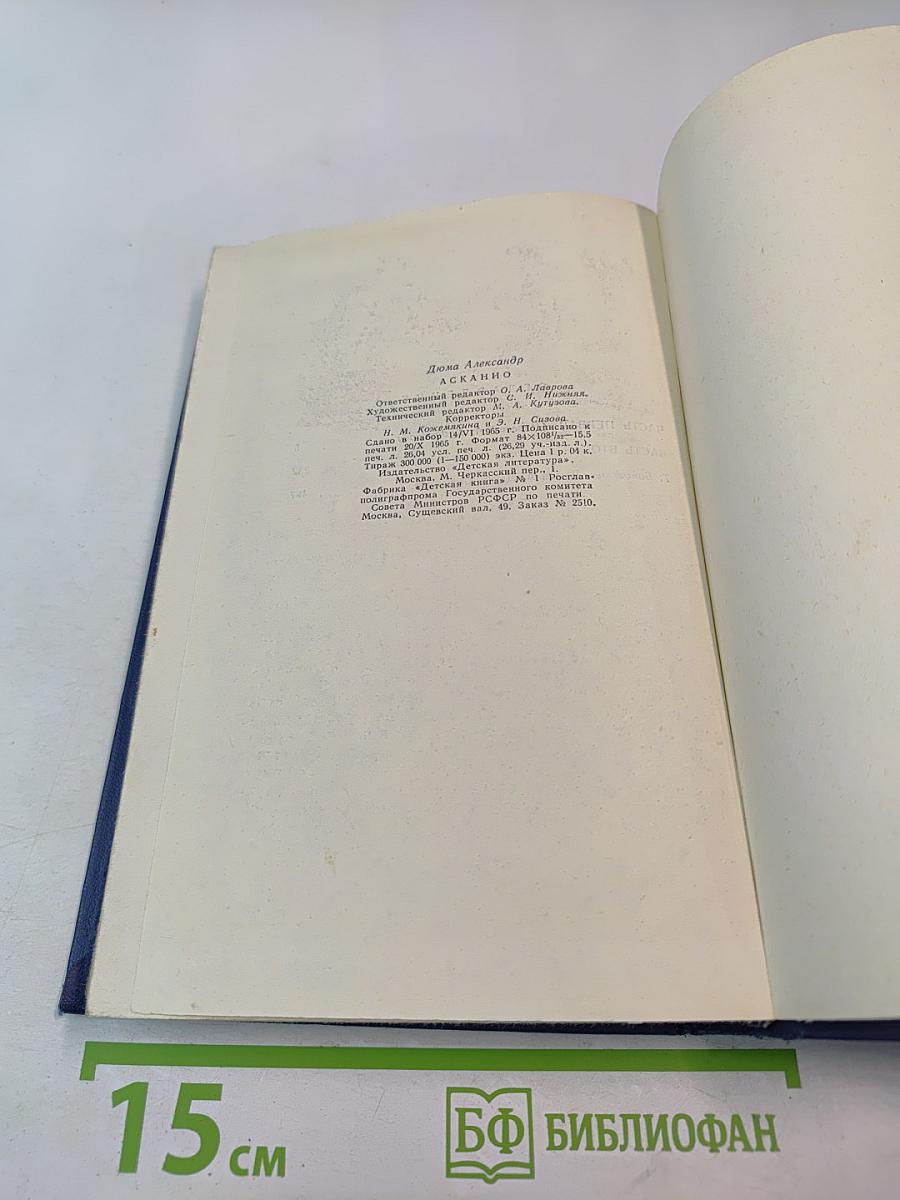 Дюма Александр
АСКАНИО
Ответственный редактор О. А. Лаврова
Художественный редактор С. И. Нижняя.
Технический редактор М. А. Кутузова.
Корректоры
Н. М. Кожемякина и Э. Н. Сизова.
Сдано в набор 14/VI 1965 г. Подписано к
печати 20/X 1965 г. Формат 84×108¹/₃₂—15,5
печ. л. 26,04 усл. печ. л. (26,29 уч.-изд. л.).
Тираж 300 000 (1—150 000) экз. Цена 1 р. 04 к.
Издательство «Детская литература».
Москва, М. Черкасский пер., 1.
Фабрика «Детская книга» № 1 Росглав-
полиграфпрома Государственного комитета
Совета Министров РСФСР по печати.
Москва, Сущевский вал, 49. Заказ № 2510.
15 см
БФ БИБЛИОФАН